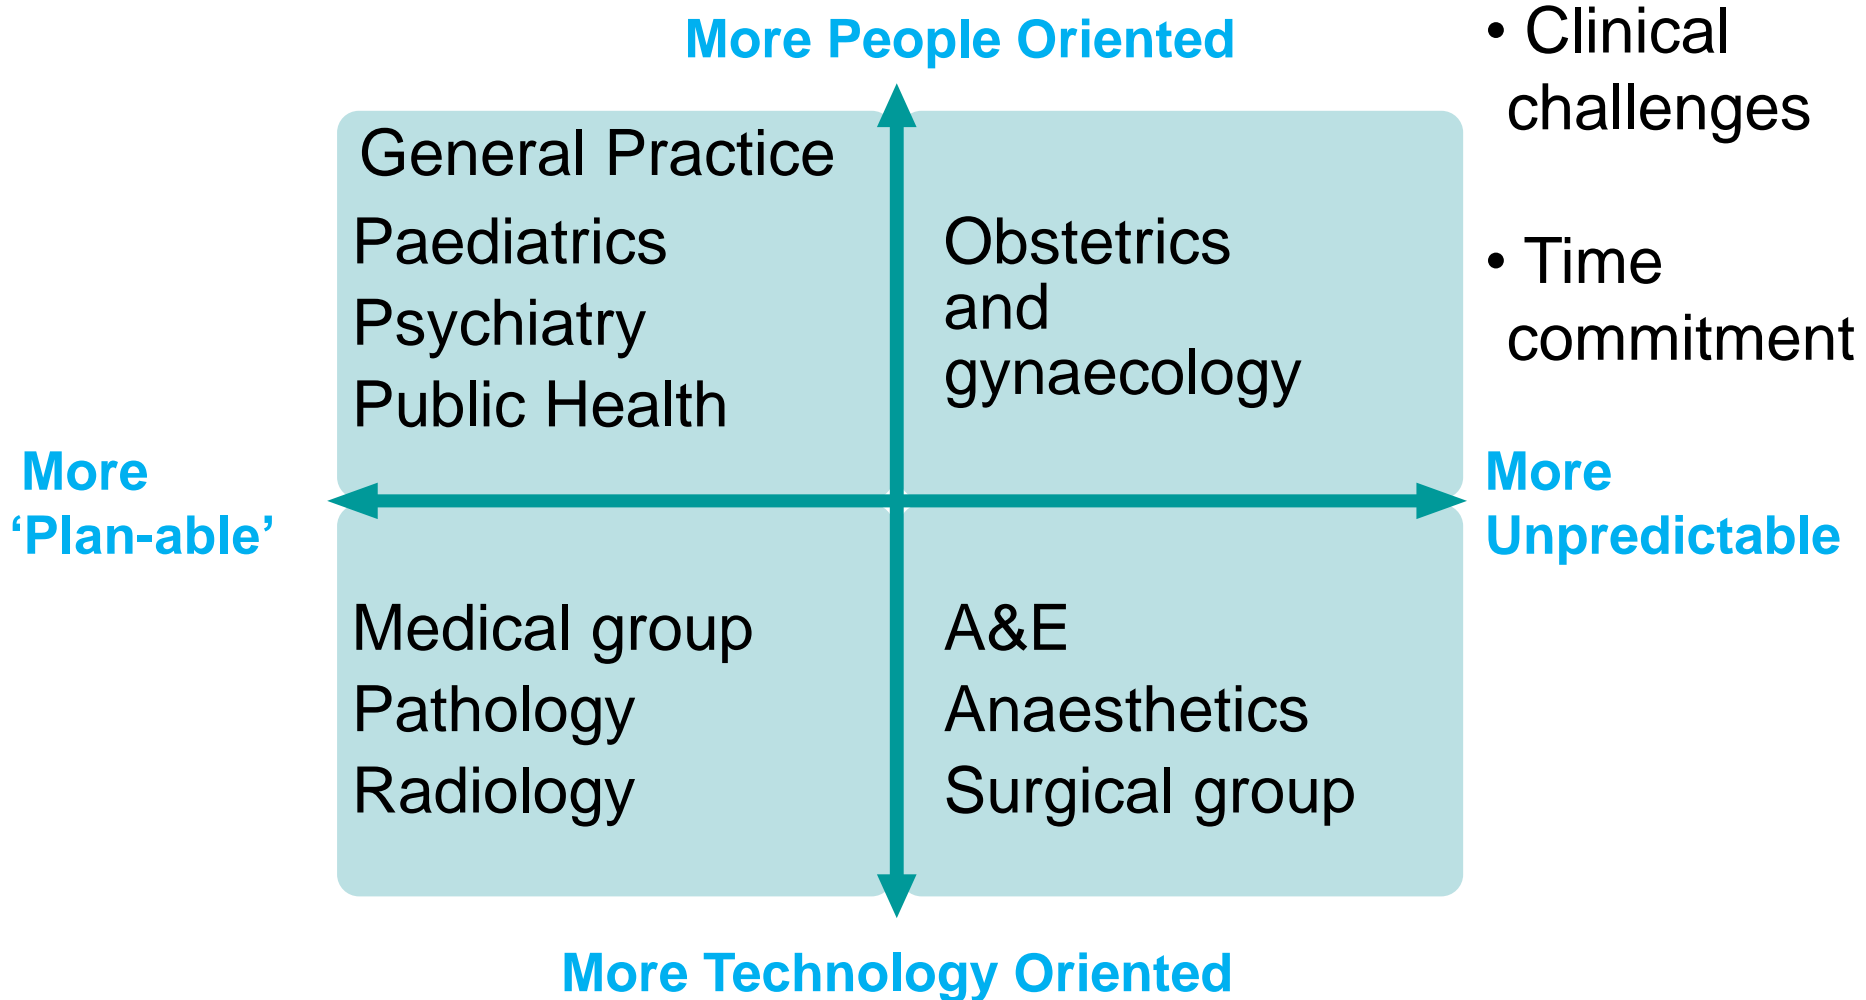 More People Oriented
• Clinical
challenges
• Time
commitment
General Practice
Paediatrics
Psychiatry
Public Health
Obstetrics
and
gynaecology
More
‘Plan-able’
More
Unpredictable
Medical group
Pathology
Radiology
A&E
Anaesthetics
Surgical group
More Technology Oriented